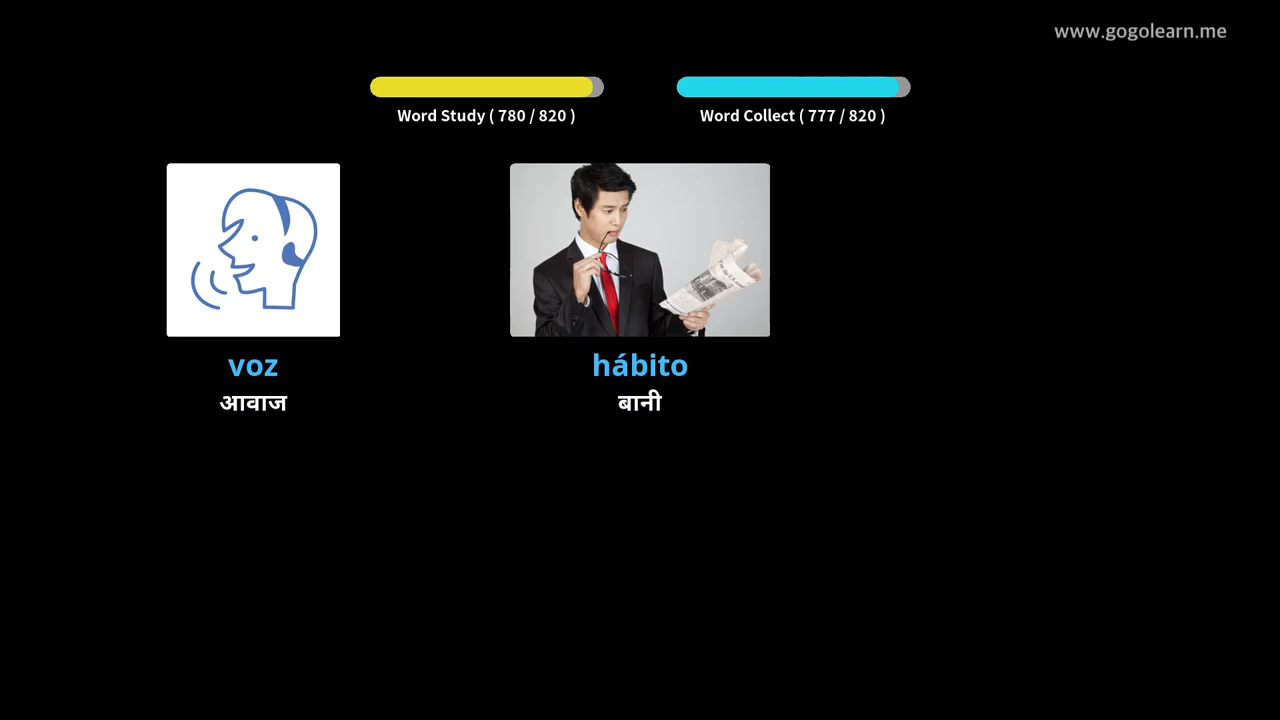 www.gogolearn.me
Word Study ( 780 / 820 )
Word Collect ( 777 / 820 )
voz
hábito
आवाज
बानी